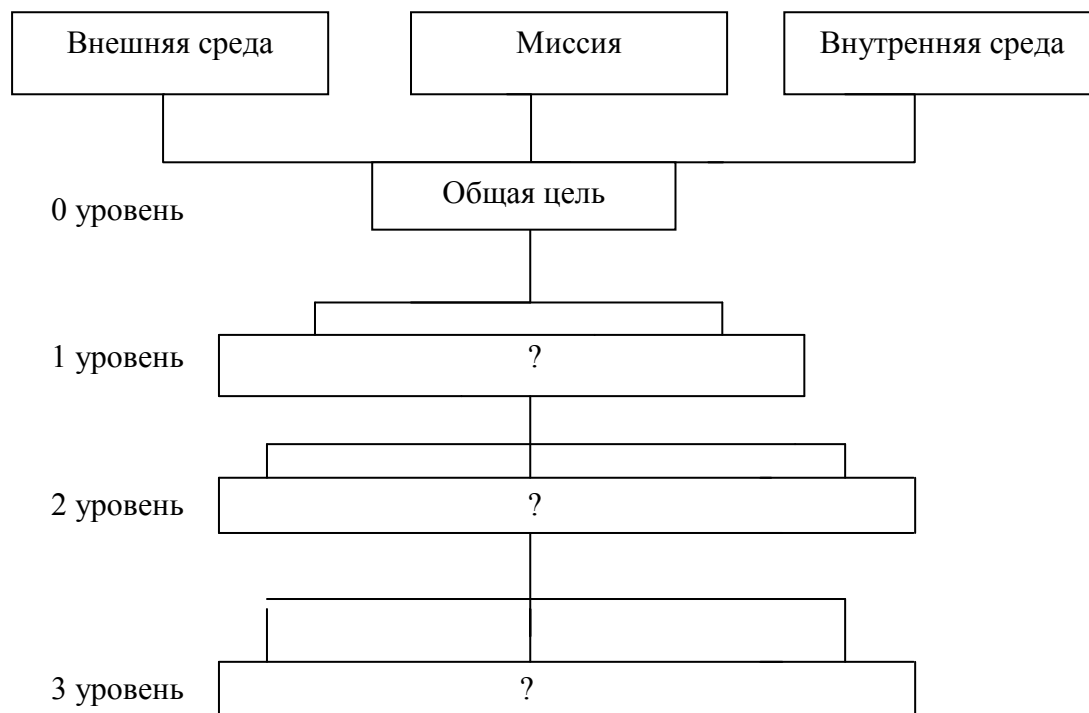 Внешняя среда
Миссия
Внутренняя среда
0 уровень
Общая цель
1 уровень
?
2 уровень
?
3 уровень
?